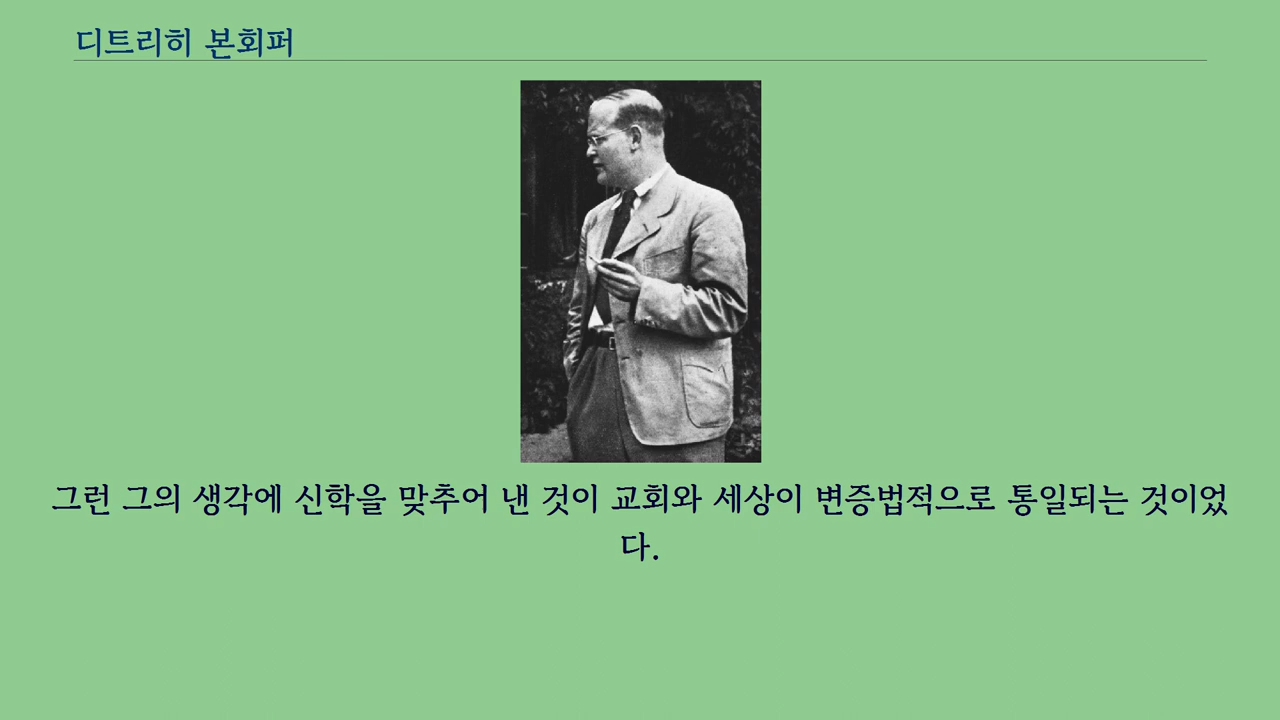 디트리히 본회퍼
그런 그의 생각에 신학을 맞추어 낸 것이 교회와 세상이 변증법적으로 통일되는 것이었
다.